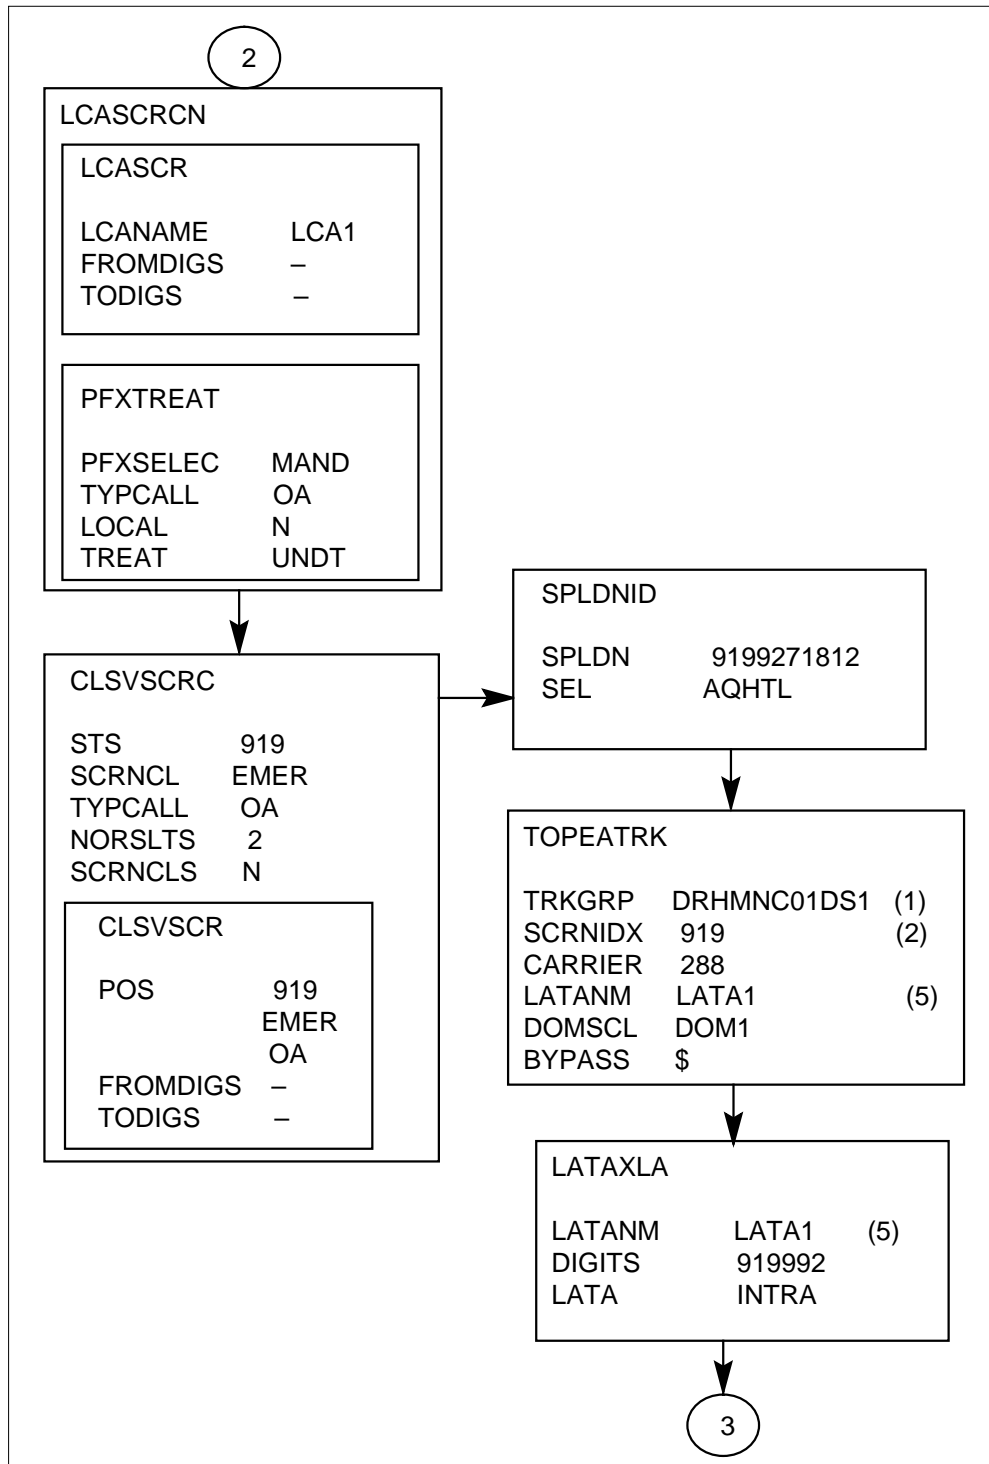 2
LCASCRCN
LCASCR
LCANAME LCA1
FROMDIGS –
TODIGS –
PFXTREAT
PFXSELEC MAND
TYPCALL OA
LOCAL N
TREAT UNDT
CLSVSCRC
STS 919
SCRNCL EMER
TYPCALL OA
NORSLTS 2
SCRNCLS N
CLSVSCR
POS 919
EMER
OA
FROMDIGS –
TODIGS –
SPLDNID
SPLDN 9199271812
SEL AQHTL
TOPEATRK
TRKGRP DRHMNC01DS1 (1)
SCRNIDX 919 (2)
CARRIER 288
LATANM LATA1 (5)
DOMSCL DOM1
BYPASS $
LATAXLA
LATANM LATA1 (5)
DIGITS 919992
LATA INTRA
3